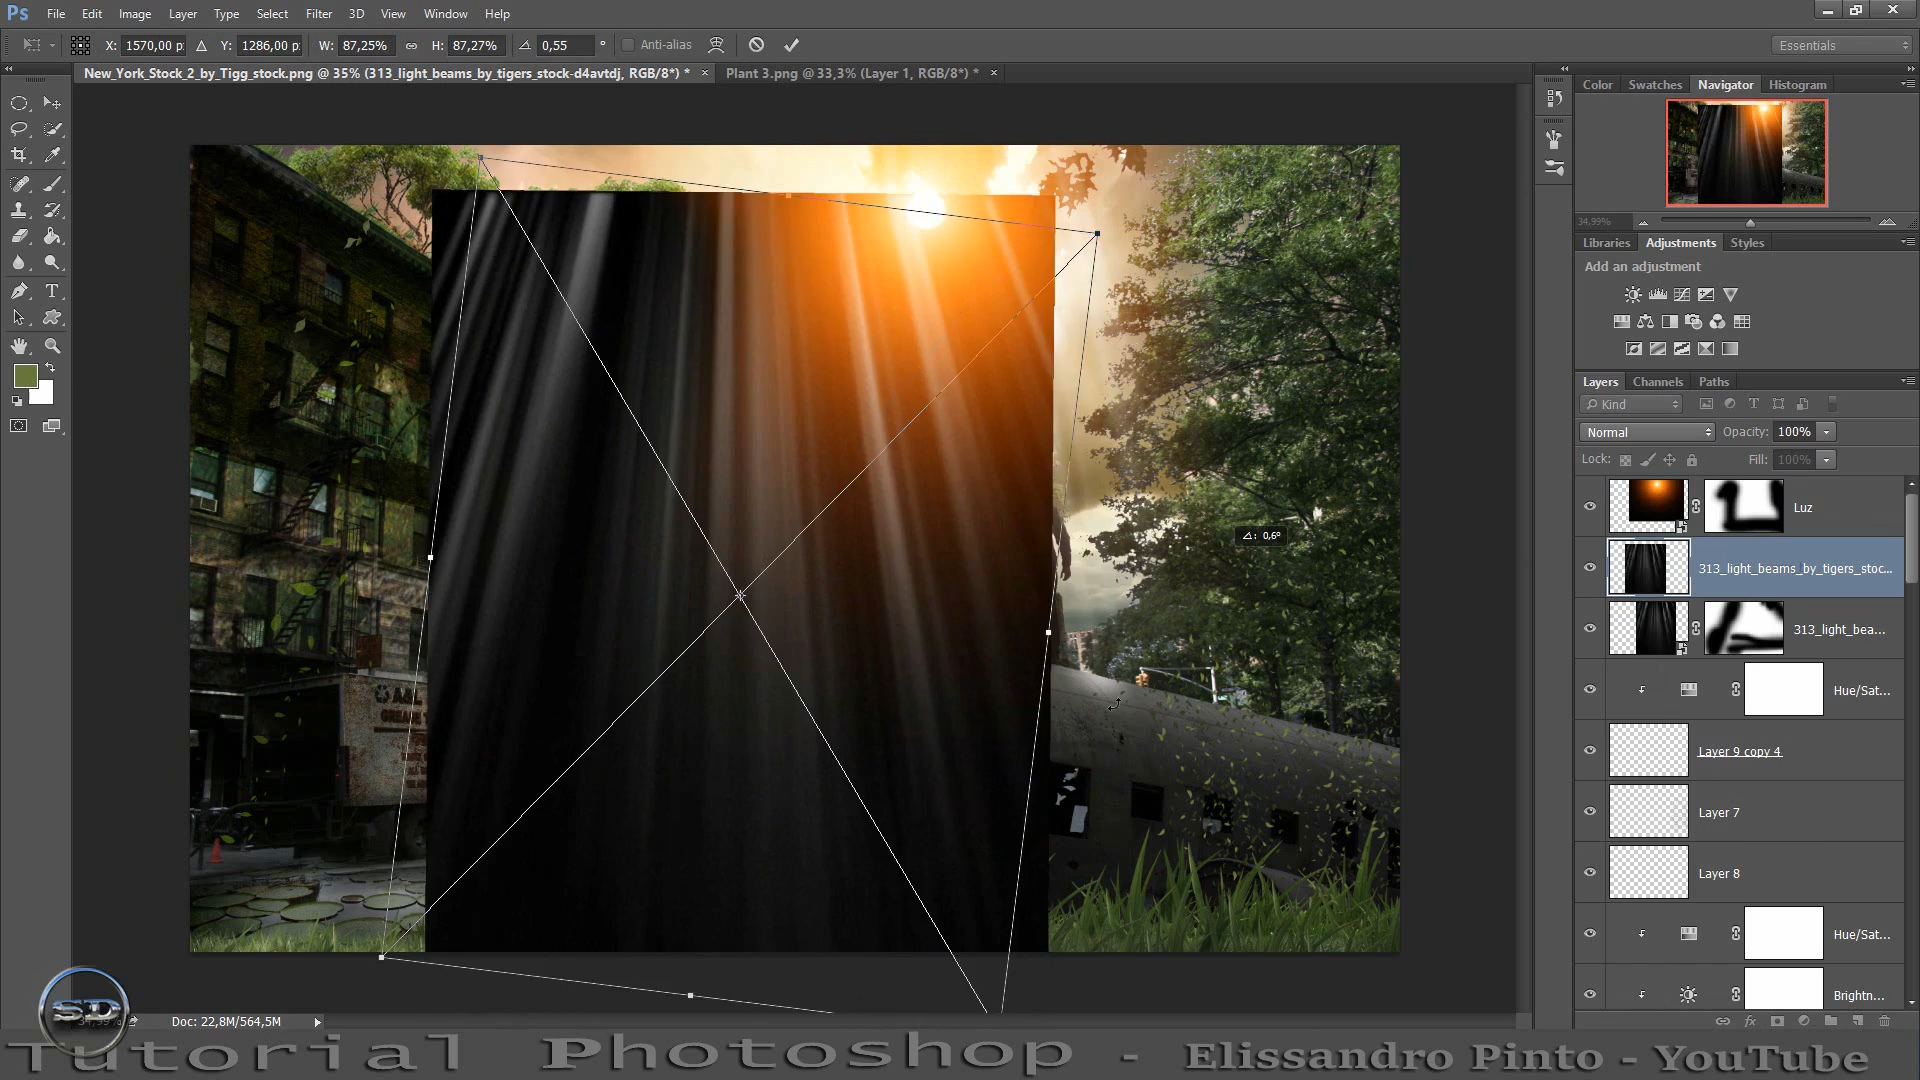 Ps File Edit Image Layer Type Select Filter 3D View Window Help
X: 1570,00 p: Y: 1286,00 p: W: 87,25% H: 87,27% 0,55 ° Anti-alias Essentials
New_York_Stock_2_by_Tigg_stock.png @ 35% (313_light_beams_by_tigers_stock-d4avtdj, RGB/8*) * × Plant 3.png @ 33,3% (Layer 1, RGB/8*) * ×
Color Swatches Navigator Histogram
34,99%
Libraries Adjustments Styles
Add an adjustment
Layers Channels Paths
Kind
Normal Opacity: 100%
Lock: Fill: 100%
Luz
∠: 0,6°
313_light_beams_by_tigers_stoc...
313_light_bea...
Hue/Sat...
Layer 9 copy 4
Layer 7
Layer 8
Hue/Sat...
Brightn...
SD
34,99% Doc: 22,8M/564,5M
Tutorial Photoshop - Elissandro Pinto - YouTube